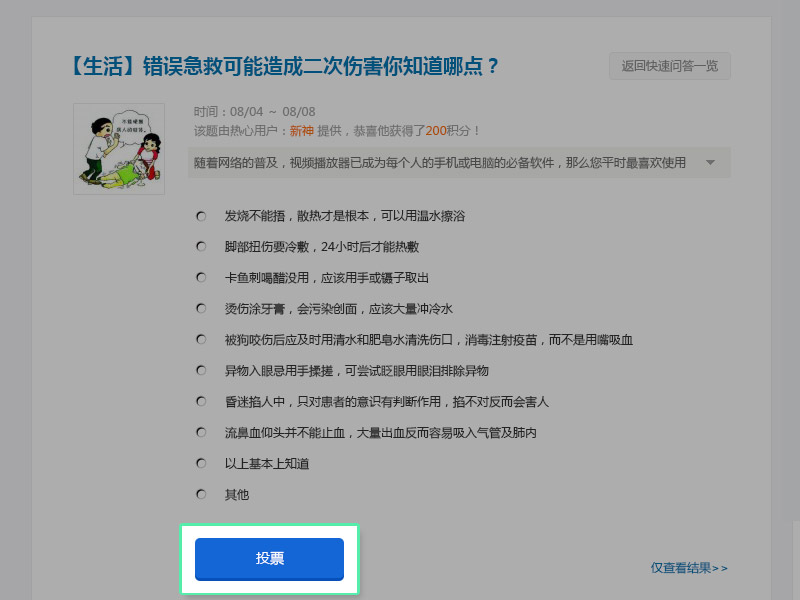 【生活】错误急救可能造成二次伤害你知道哪点？
返回快速问答一览
时间：08/04 ～ 08/08
该题由热心用户：新神 提供，恭喜他获得了200积分！
随着网络的普及，视频播放器已成为每个人的手机或电脑的必备软件，那么您平时最喜欢使用
发烧不能捂，散热才是根本，可以用温水擦浴
脚部扭伤要冷敷，24小时后才能热敷
卡鱼刺喝醋没用，应该用手或镊子取出
烫伤涂牙膏，会污染创面，应该大量冲冷水
被狗咬伤后应及时用清水和肥皂水清洗伤口，消毒注射疫苗，而不是用嘴吸血
异物入眼忌用手揉搓，可尝试眨眼用眼泪排除异物
昏迷掐人中，只对患者的意识有判断作用，掐不对反而会害人
流鼻血仰头并不能止血，大量出血反而容易吸入气管及肺内
以上基本上知道
其他
投票
仅查看结果>>